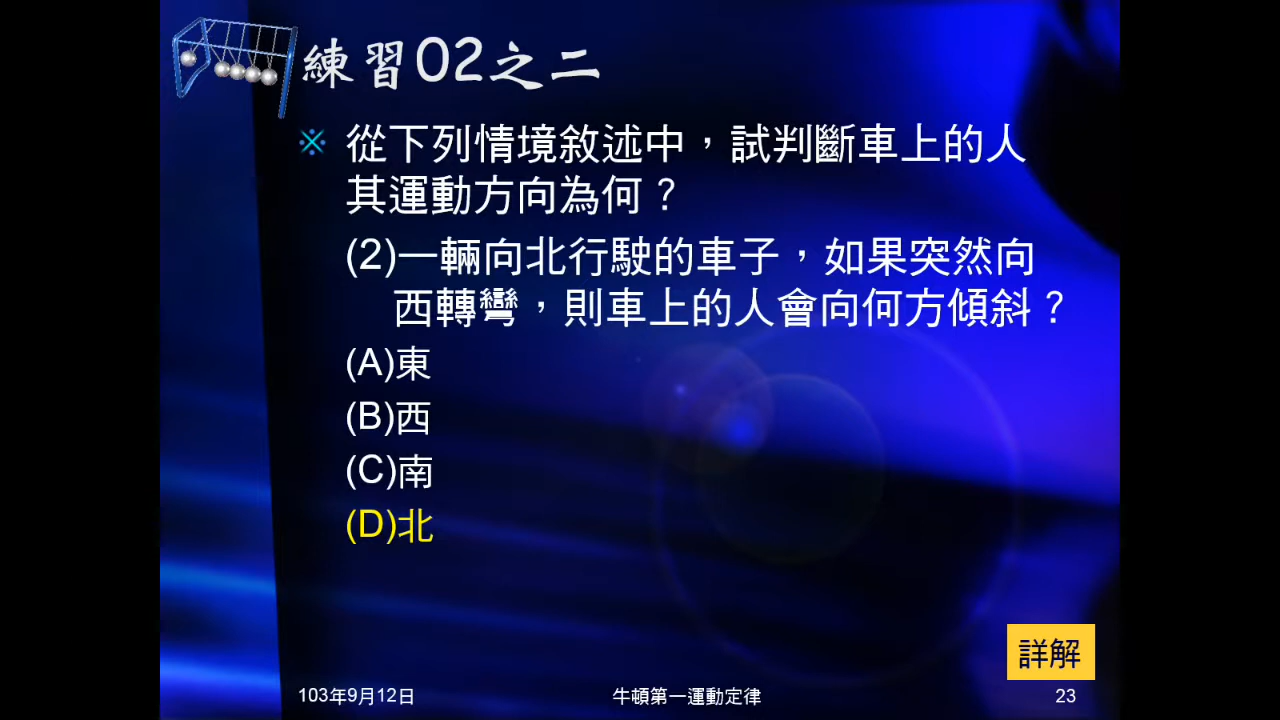 練習02之二
※ 從下列情境敘述中，試判斷車上的人
其運動方向為何？
(2)一輛向北行駛的車子，如果突然向
西轉彎，則車上的人會向何方傾斜？
(A)東
(B)西
(C)南
(D)北
詳解
103年9月12日 牛頓第一運動定律 23